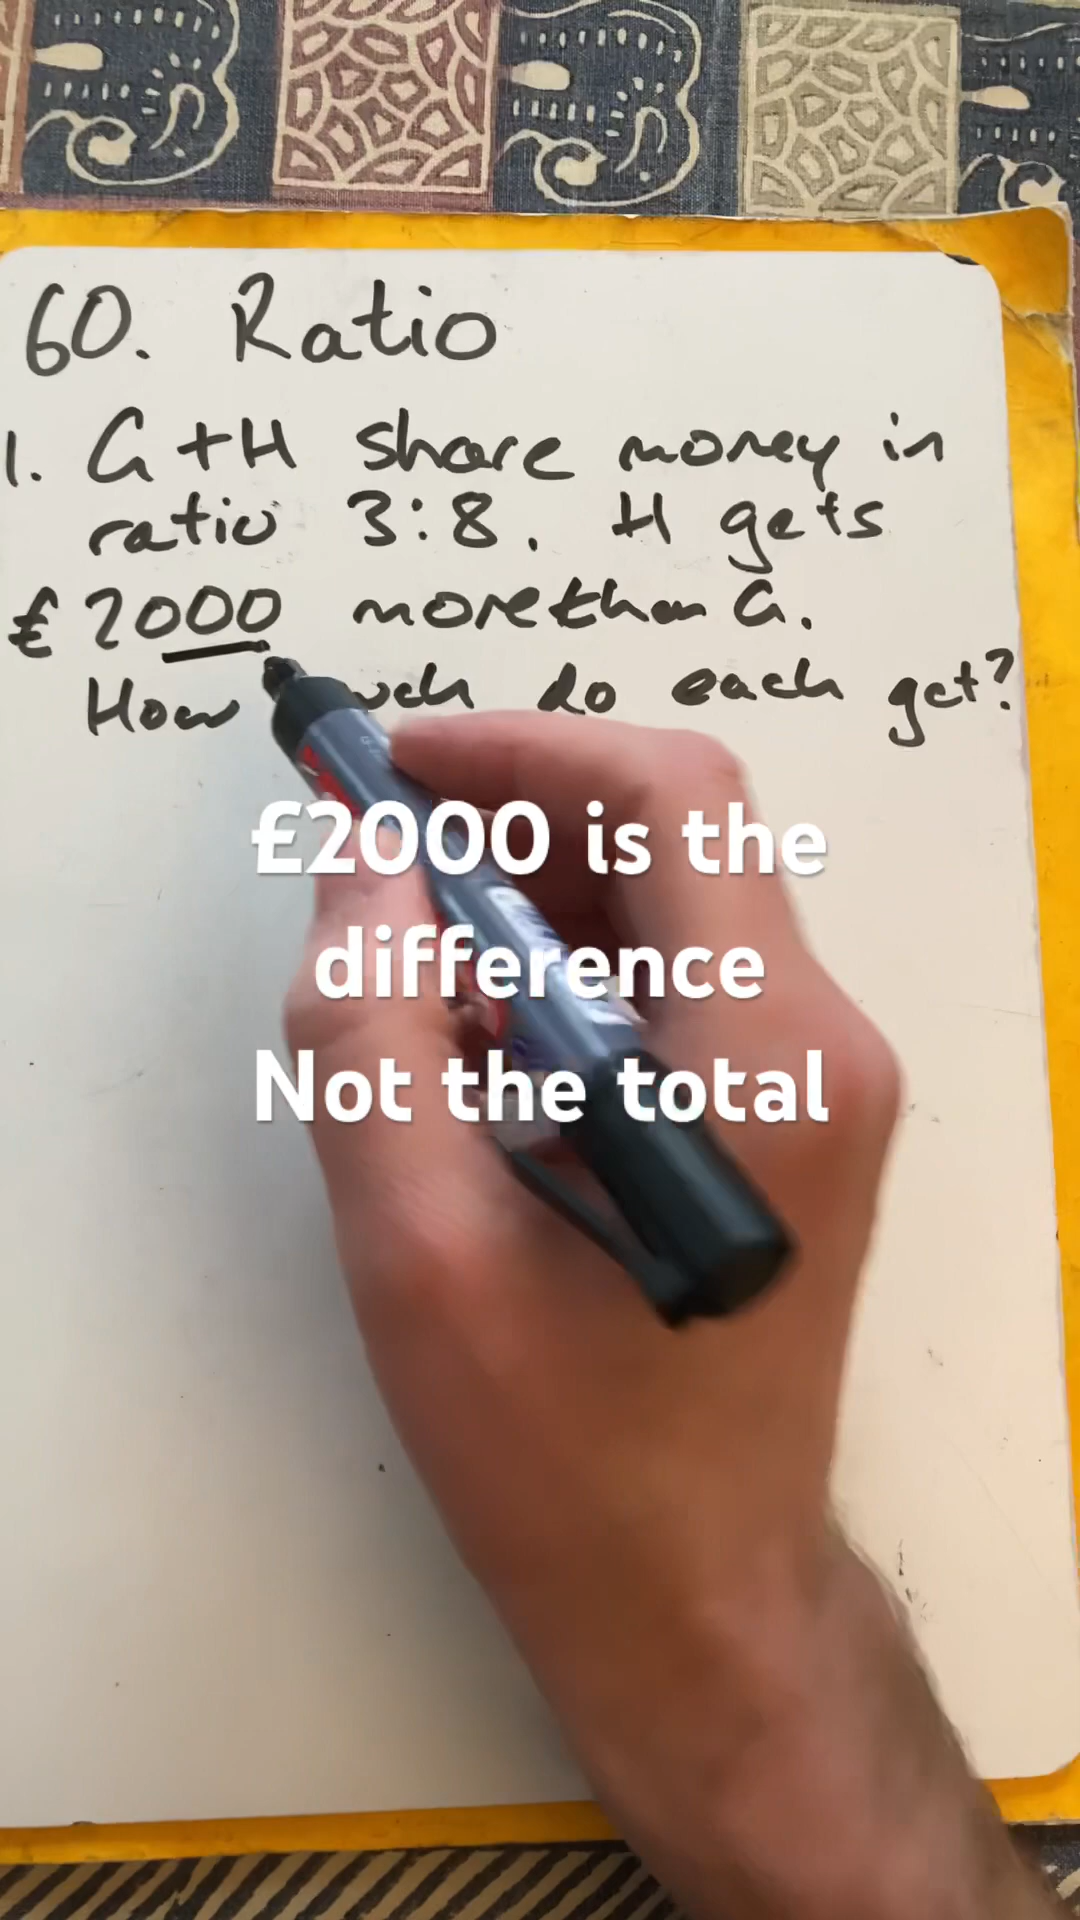 60. Ratio
1. G + H share money in
ratio 3:8. H gets
£2000 more than G.
How do each get?
£2000 is the
difference
Not the total